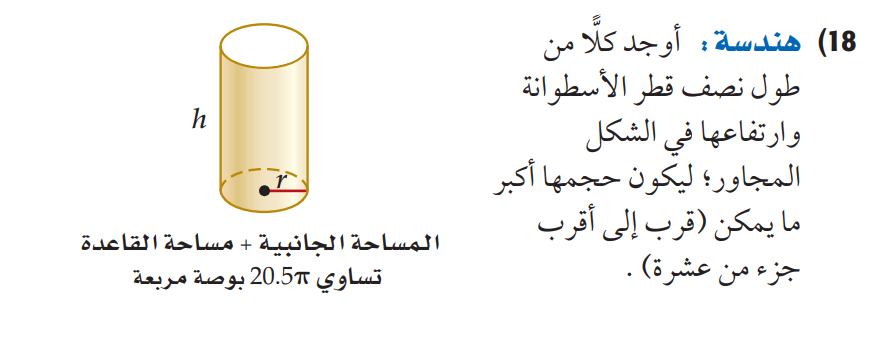 18) هندسة: أوجد كلًّا من
طول نصف قطر الأسطوانة
وارتفاعها في الشكل
المجاور؛ ليكون حجمها أكبر
ما يمكن (قرب إلى أقرب
جزء من عشرة).
h
r
المساحة الجانبية + مساحة القاعدة
تساوي 20.5π بوصة مربعة